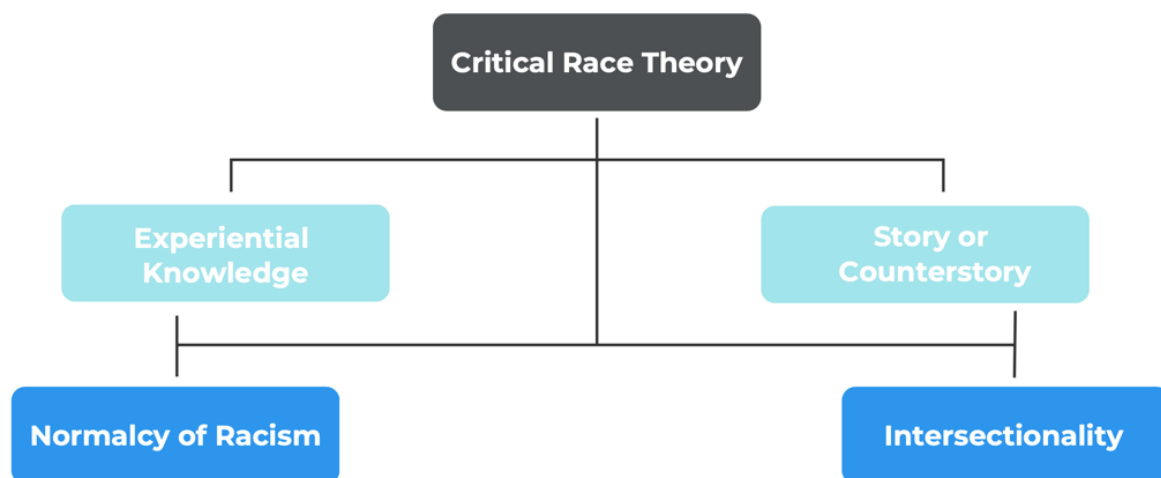 Critical Race Theory
Experiential
Knowledge
Story or
Counterstory
Normalcy of Racism
Intersectionality